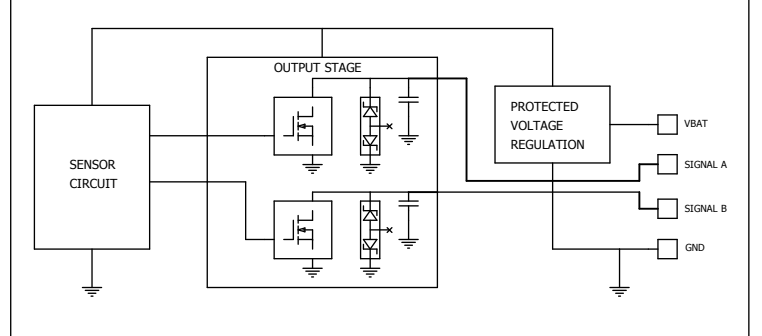 OUTPUT STAGE
PROTECTED
VOLTAGE
REGULATION
VBAT
SENSOR
CIRCUIT
SIGNAL A
SIGNAL B
GND